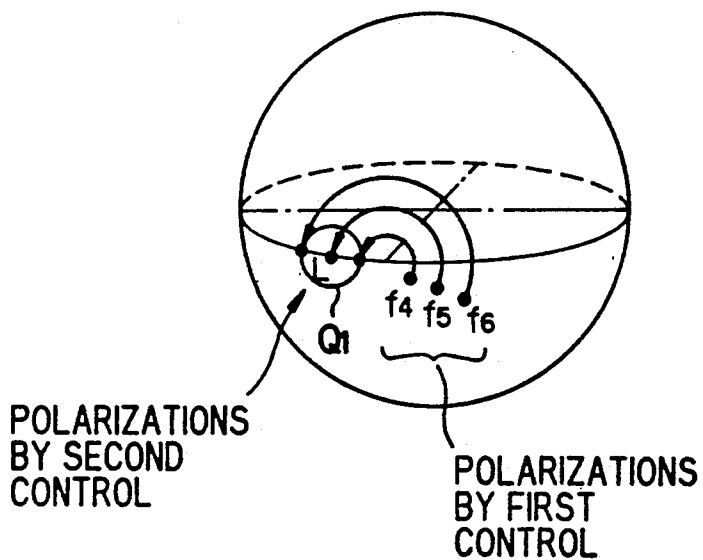 L
f4 f5 f6
Q1
POLARIZATIONS
BY SECOND
CONTROL
POLARIZATIONS
BY FIRST
CONTROL